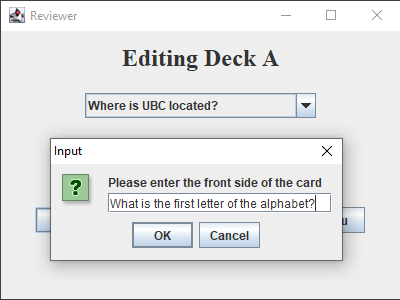 Reviewer
Editing Deck A
Where is UBC located?
Input
Please enter the front side of the card
What is the first letter of the alphabet?
OK
Cancel